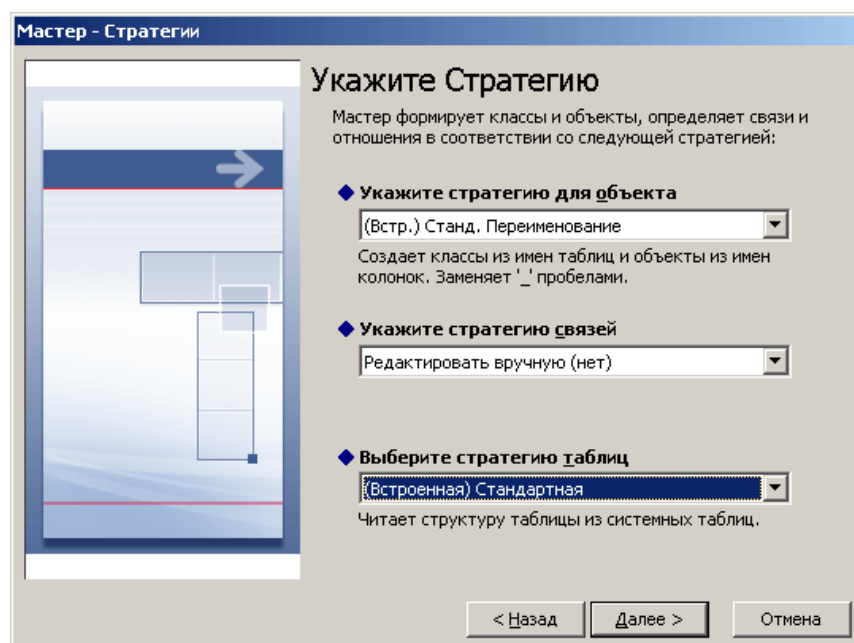 Мастер - Стратегии
Укажите Стратегию
Мастер формирует классы и объекты, определяет связи и
отношения в соответствии со следующей стратегией:
Укажите стратегию для объекта
(Встр.) Станд. Переименование
Создает классы из имен таблиц и объекты из имен
колонок. Заменяет '_' пробелами.
Укажите стратегию связей
Редактировать вручную (нет)
Выберите стратегию таблиц
(Встроенная) Стандартная
Читает структуру таблицы из системных таблиц.
< Назад
Далее >
Отмена